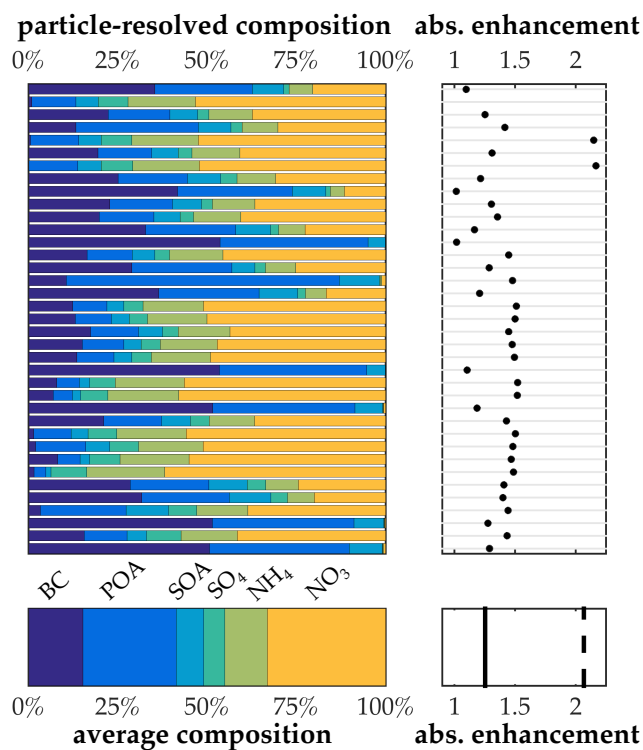 particle-resolved composition abs. enhancement
0% 25% 50% 75% 100% 1 1.5 2
BC POA SOA SO₄ NH₄ NO₃
0% 25% 50% 75% 100% 1 1.5 2
average composition abs. enhancement